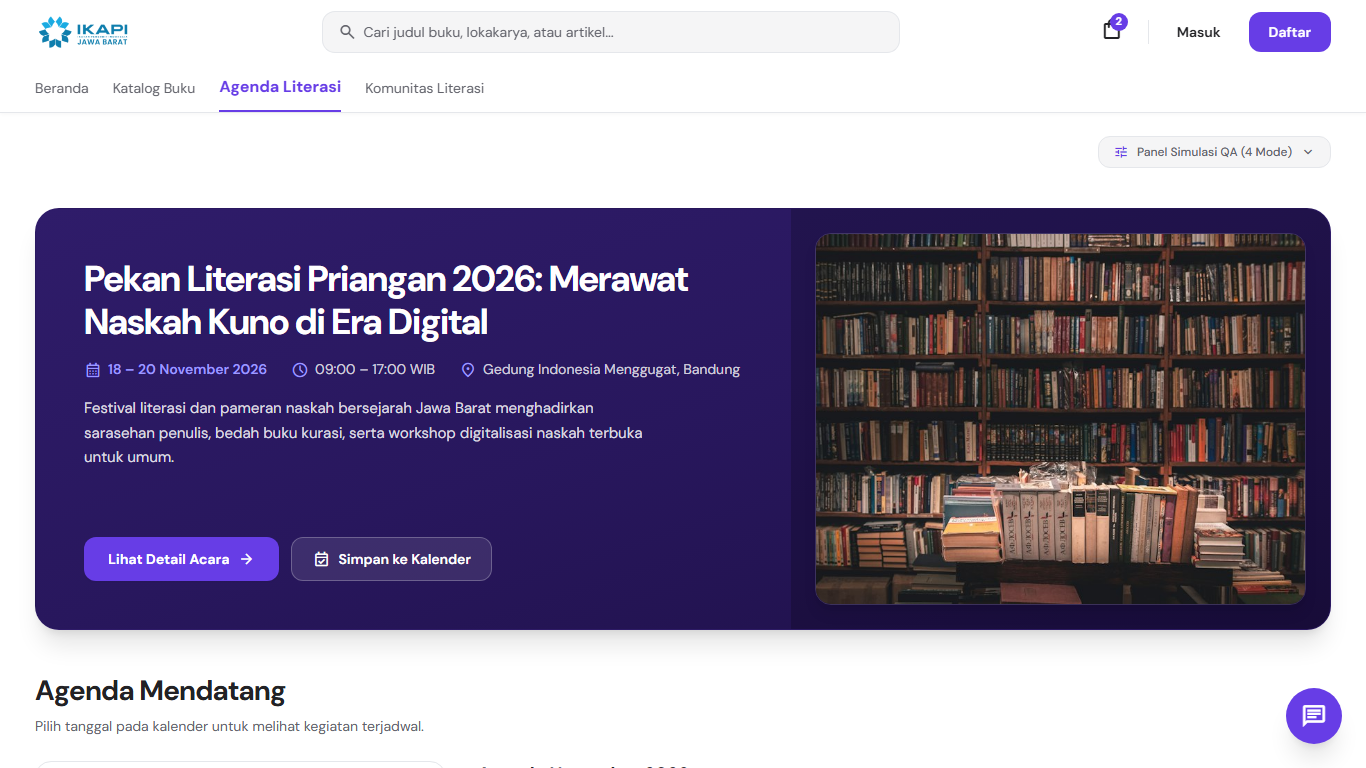 IKAPI
JAWA BARAT
Cari judul buku, lokakarya, atau artikel...
2
Masuk
Daftar
Beranda
Katalog Buku
Agenda Literasi
Komunitas Literasi
Panel Simulasi QA (4 Mode)
Pekan Literasi Priangan 2026: Merawat
Naskah Kuno di Era Digital
18 – 20 November 2026
09:00 – 17:00 WIB
Gedung Indonesia Menggugat, Bandung
Festival literasi dan pameran naskah bersejarah Jawa Barat menghadirkan
sarasehan penulis, bedah buku kurasi, serta workshop digitalisasi naskah terbuka
untuk umum.
Lihat Detail Acara
Simpan ke Kalender
Agenda Mendatang
Pilih tanggal pada kalender untuk melihat kegiatan terjadwal.